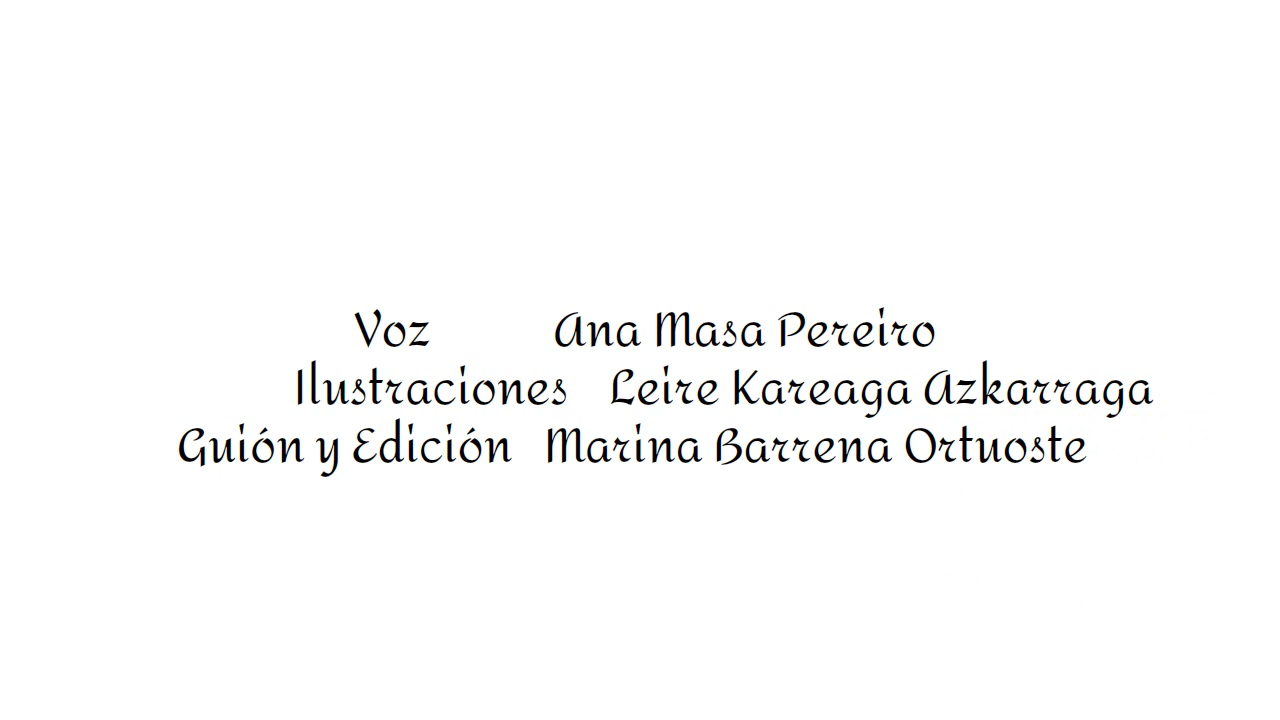 Voz Ana Masa Pereiro
Ilustraciones Leire Kareaga Azkarraga
Guión y Edición Marina Barrena Ortuoste